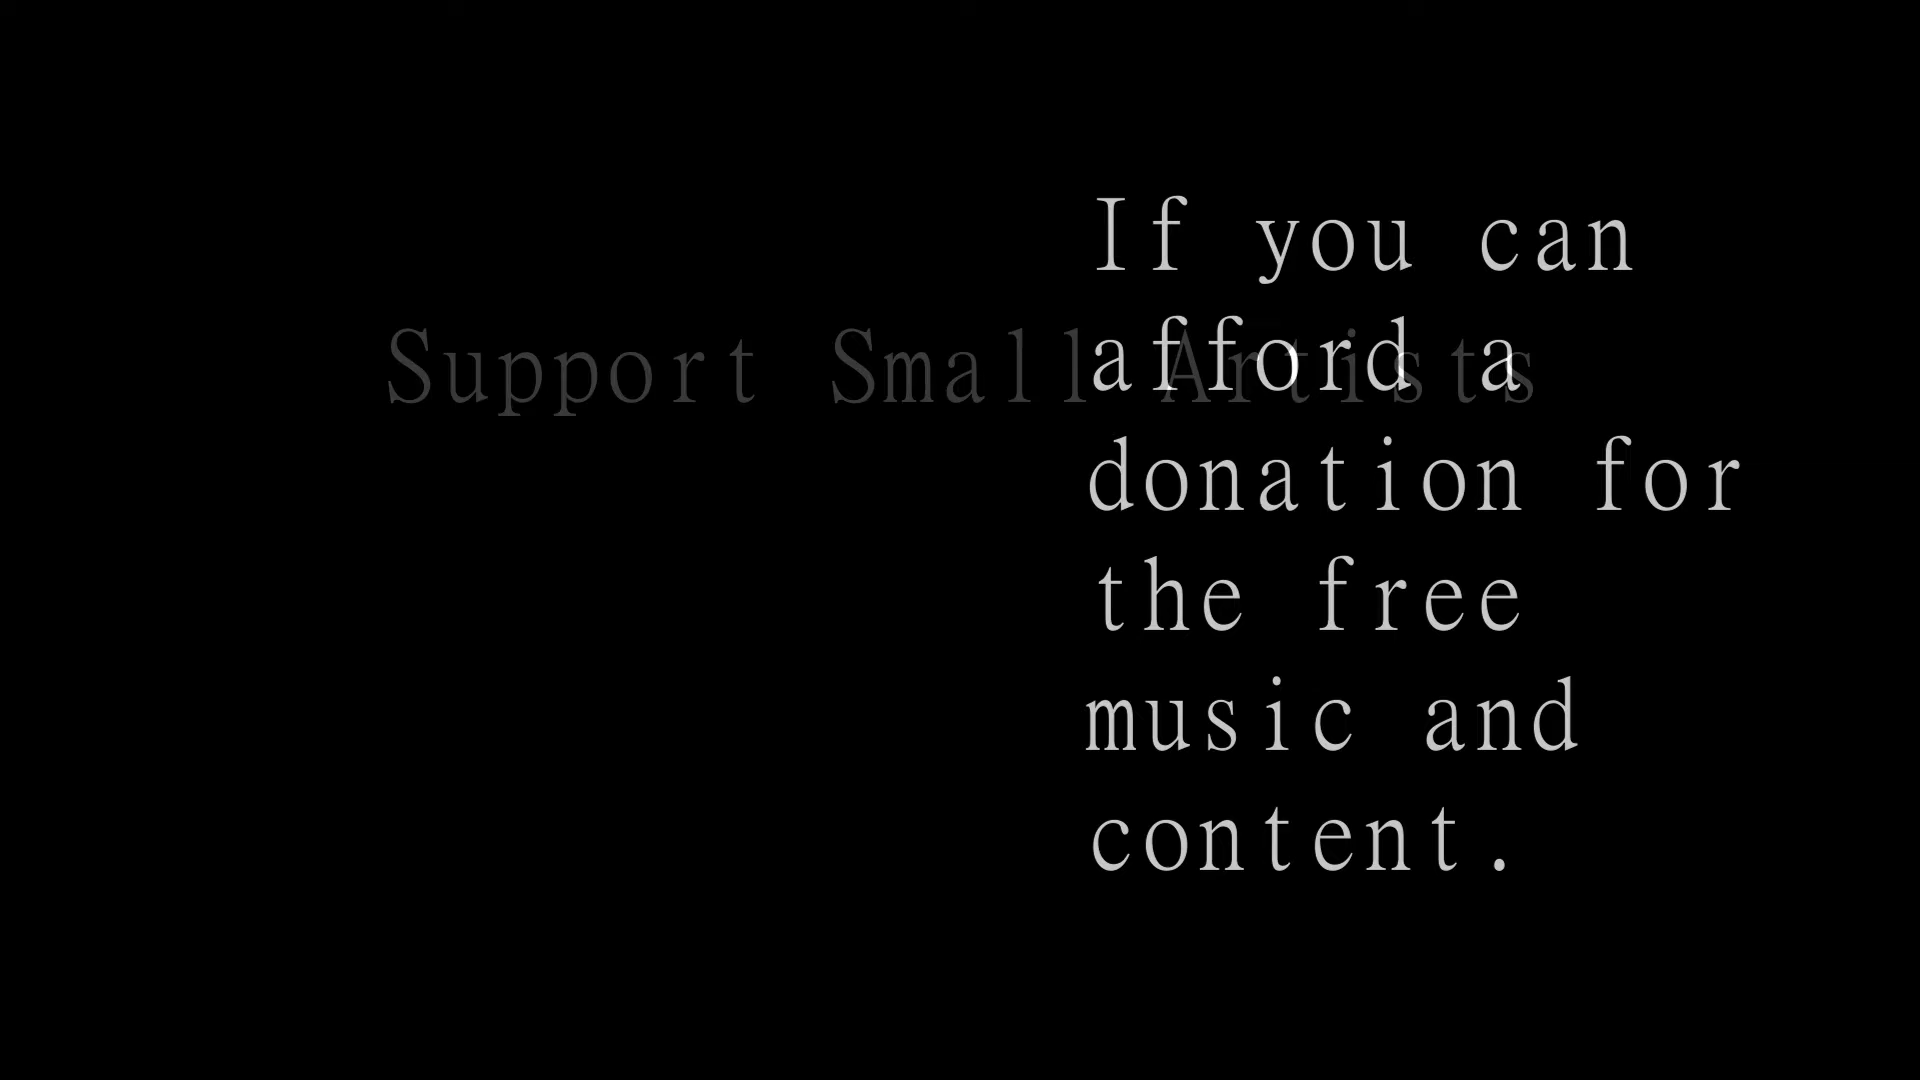 If you can
afford a
donation for
the free
music and
content.
Support Small Artists